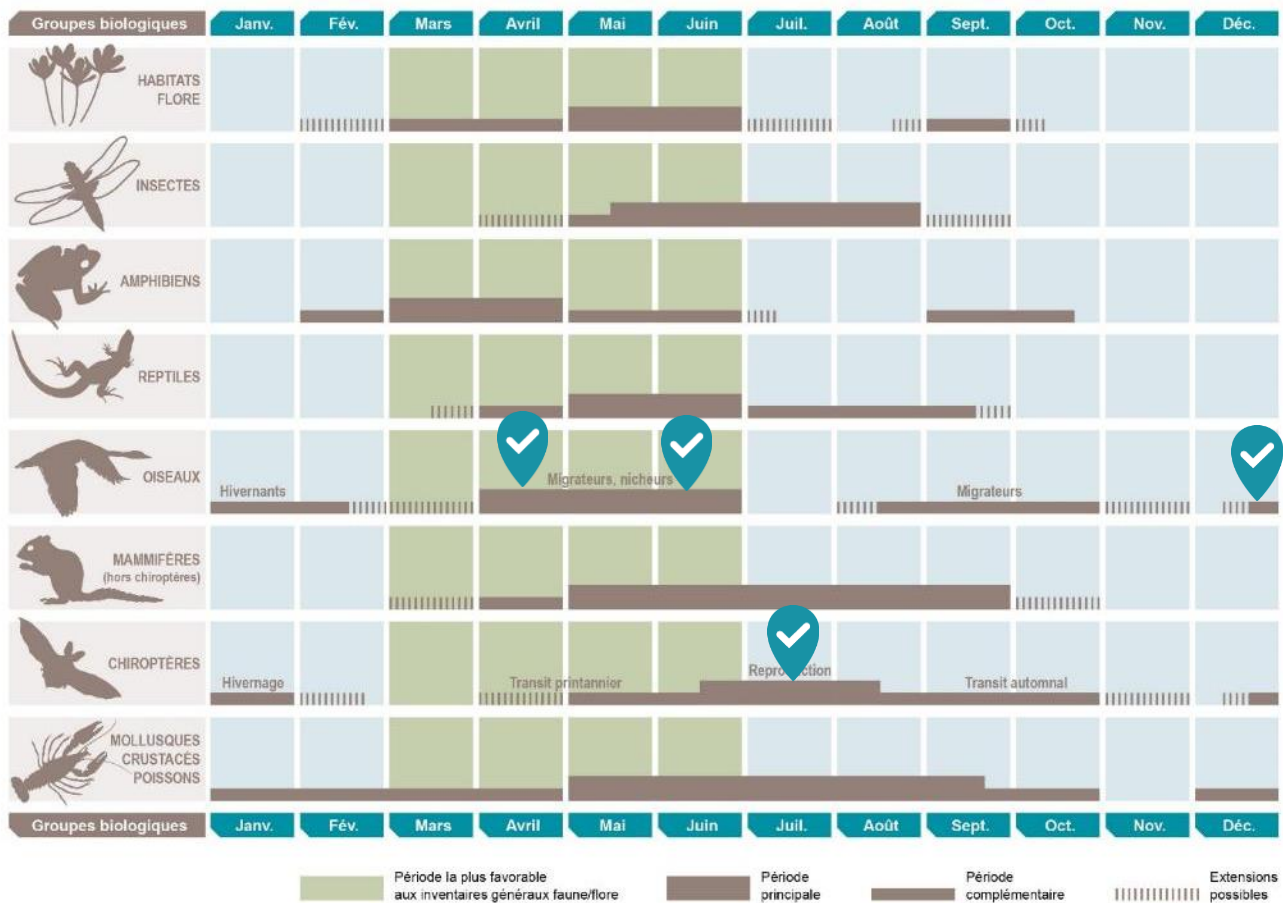 Groupes biologiques Janv. Fév. Mars Avril Mai Juin Juil. Août Sept. Oct. Nov. Déc.
HABITATS
FLORE
INSECTES
AMPHIBIENS
REPTILES
OISEAUX
Hivernants
Migrateurs, nicheurs
Migrateurs
MAMMIFÈRES
(hors chiroptères)
CHIROPTÈRES
Hivernage
Transit printannier
Transit automnal
MOLLUSQUES
CRUSTACÉS
POISSONS
Groupes biologiques Janv. Fév. Mars Avril Mai Juin Juil. Août Sept. Oct. Nov. Déc.
Période la plus favorable
aux inventaires généraux faune/flore
Période
principale
Période
complémentaire
Extensions
possibles